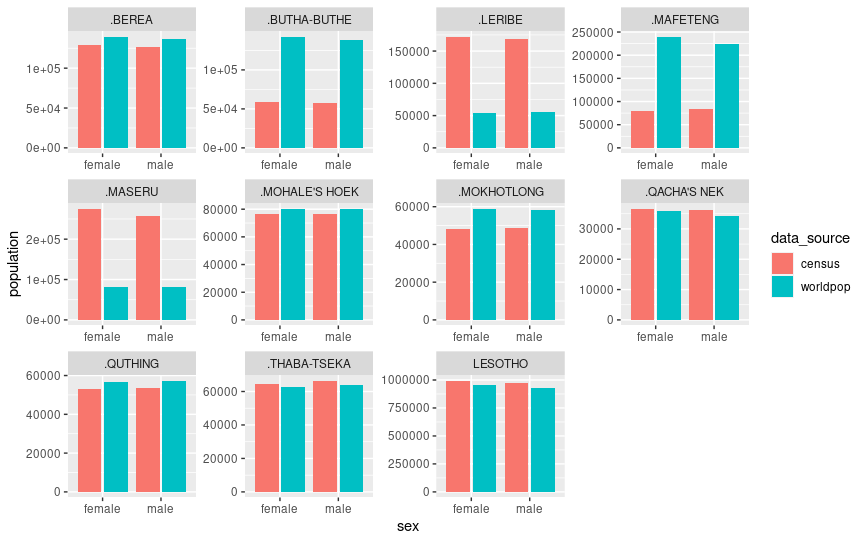 .BEREA
.BUTHA-BUTHE
.LERIBE
.MAFETENG
1e+05
5e+04
0e+00
1e+05
5e+04
0e+00
150000
100000
50000
0
250000
200000
150000
100000
50000
0
female male
female male
female male
female male
.MASERU
.MOHALE'S HOEK
.MOKHOTLONG
.QACHA'S NEK
2e+05
1e+05
0e+00
80000
60000
40000
20000
0
60000
40000
20000
0
30000
20000
10000
0
female male
female male
female male
female male
.QUTHING
.THABA-TSEKA
LESOTHO
60000
40000
20000
0
60000
40000
20000
0
1000000
750000
500000
250000
0
female male
female male
female male
population
sex
data_source
census
worldpop